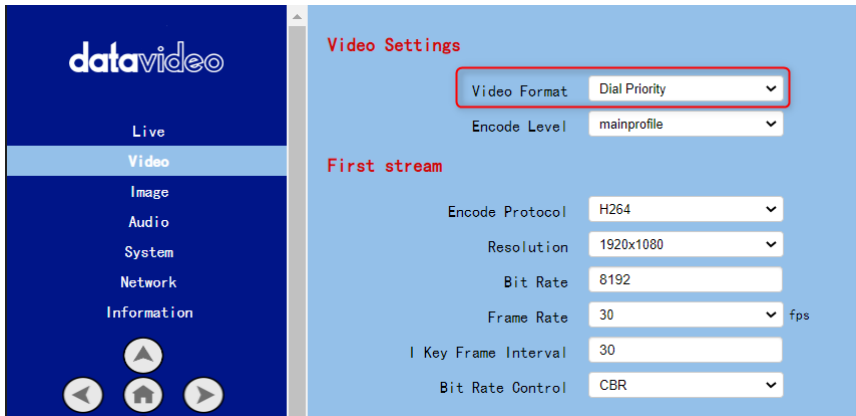 datavideo
Live
Video
Image
Audio
System
Network
Information
Video Settings
Video Format Dial Priority
Encode Level mainprofile
First stream
Encode Protocol H264
Resolution 1920x1080
Bit Rate 8192
Frame Rate 30 fps
I Key Frame Interval 30
Bit Rate Control CBR